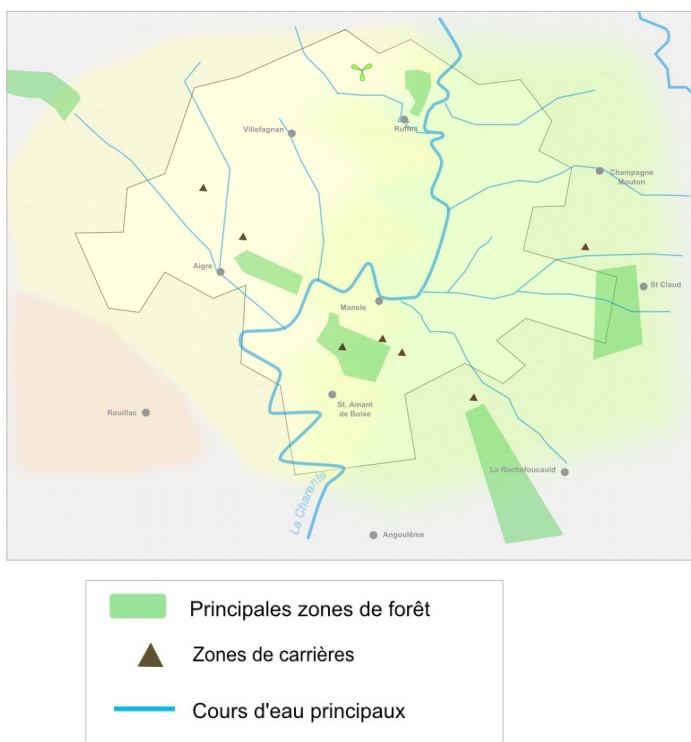 Villefagnan
Ruffec
Champagne
Mouton
Aigre
St Claud
Mansle
St. Amant
de Boixe
Rouillac
La Rochefoucauld
La Charente
Angoulême
Principales zones de forêt
Zones de carrières
Cours d'eau principaux